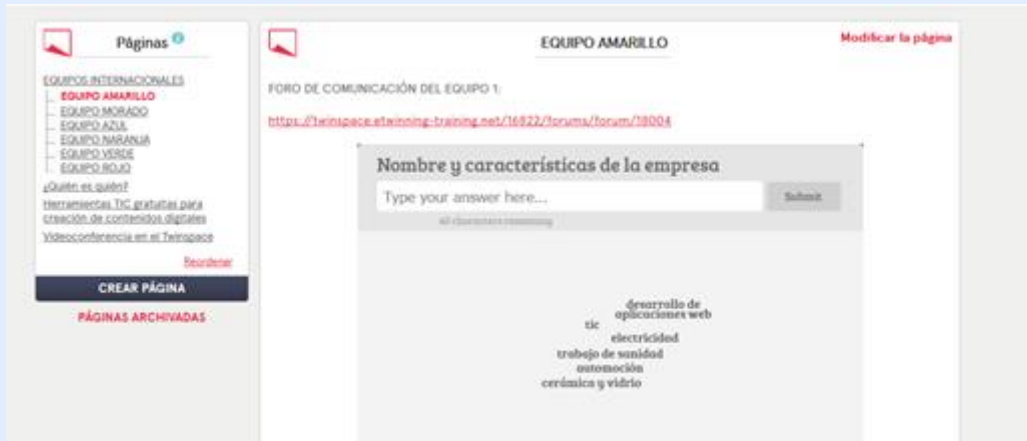 Páginas
EQUIPOS INTERNACIONALES
EQUIPO AMARILLO
EQUIPO MORADO
EQUIPO AZUL
EQUIPO NARANJA
EQUIPO VERDE
EQUIPO ROJO
¿Quién es quién?
Herramientas TIC gratuitas para
creación de contenidos digitales
Videoconferencia en el Twinspace
Reordenar
CREAR PÁGINA
PÁGINAS ARCHIVADAS
EQUIPO AMARILLO
Modificar la página
FORO DE COMUNICACIÓN DEL EQUIPO 1:
https://twinspace.etwinning-training.net/16822/forums/forum/18004
Nombre y características de la empresa
Type your answer here...
Submit
characters remaining
desarrollo de
aplicaciones web
tic
electricidad
trabajo de sanidad
automoción
cerámica y vidrio